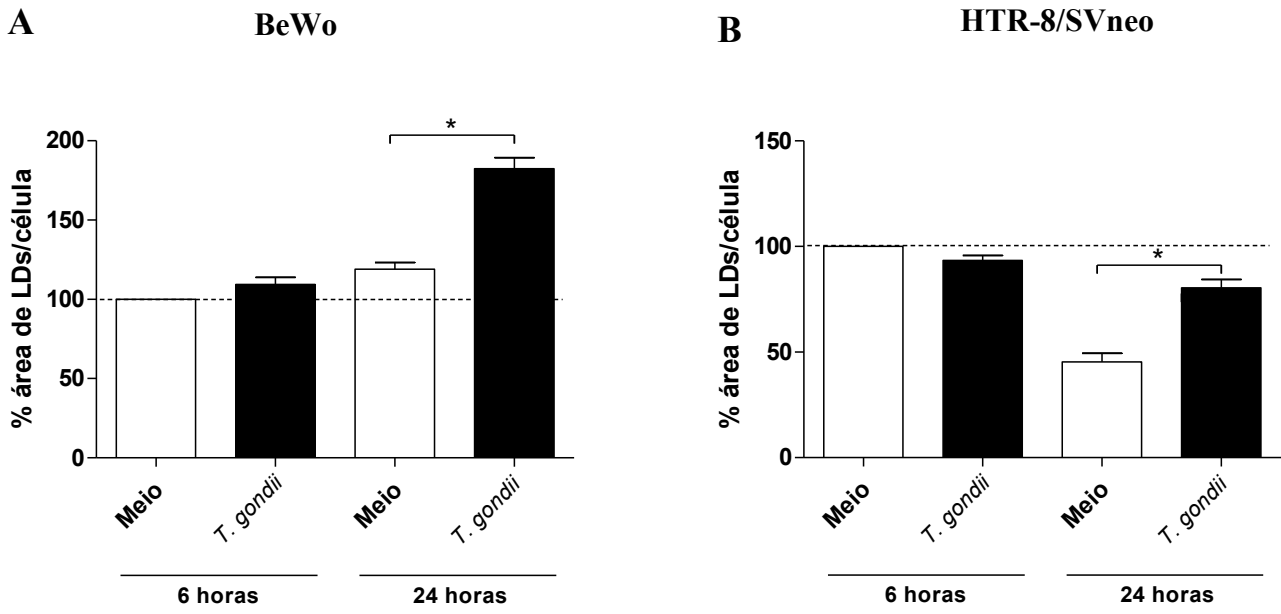 A
BeWo
% área de LDs/célula
200
150
100
50
0
*
Meio
T. gondii
Meio
T. gondii
6 horas
24 horas
B
HTR-8/SVneo
% área de LDs/célula
150
100
50
0
*
Meio
T. gondii
Meio
T. gondii
6 horas
24 horas